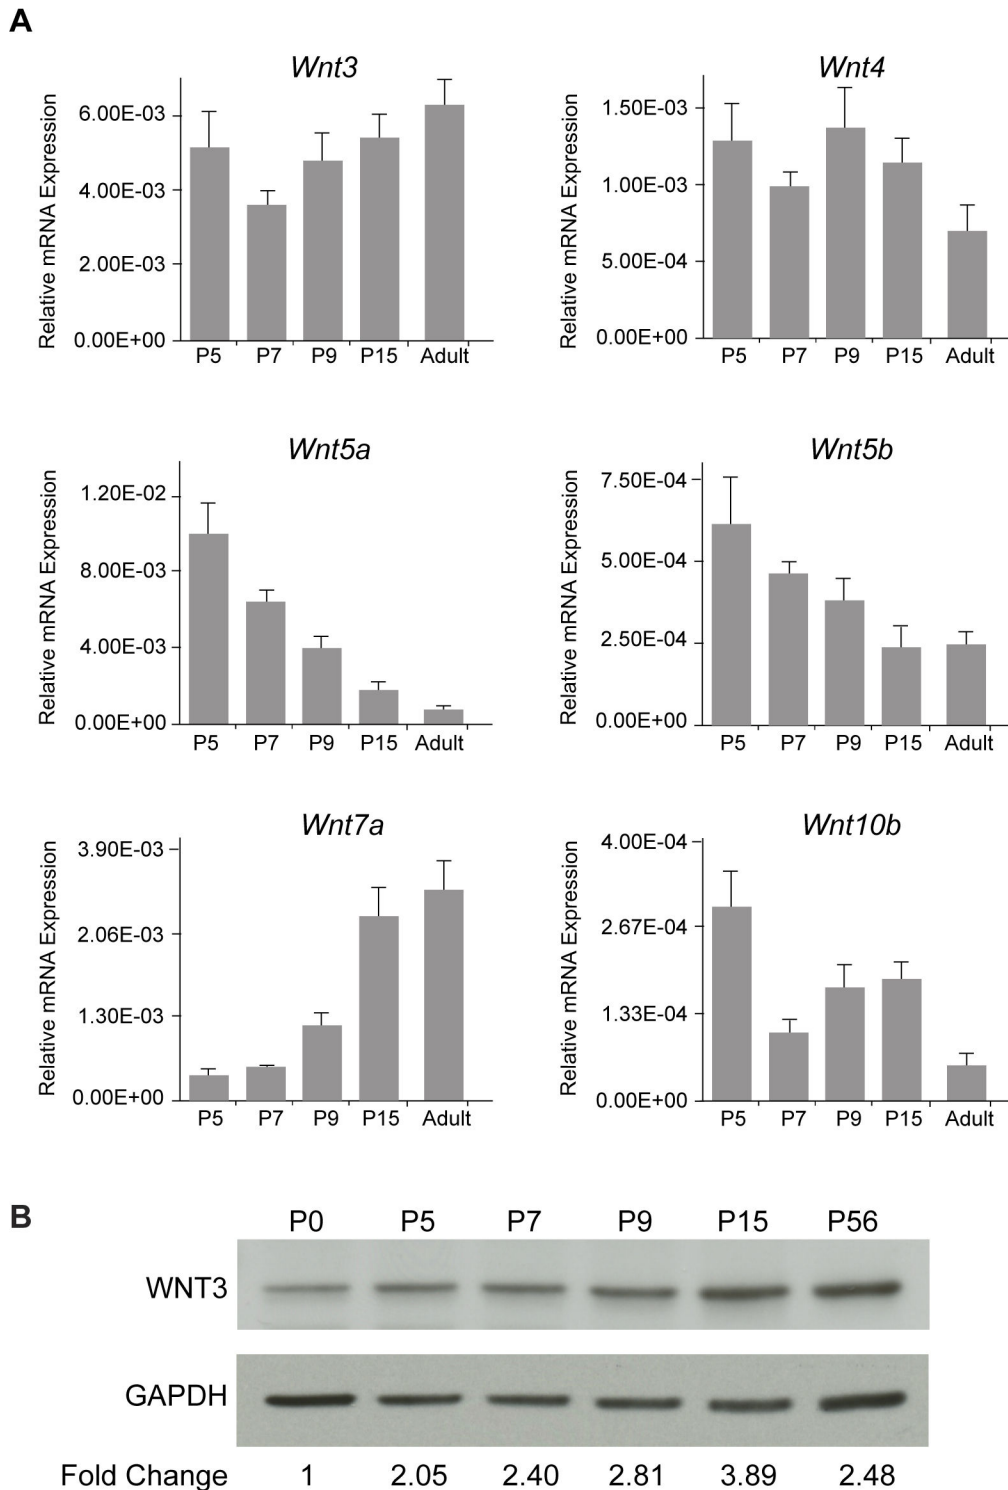 A
Wnt3
Relative mRNA Expression
6.00E-03
4.00E-03
2.00E-03
0.00E+00
P5 P7 P9 P15 Adult
Wnt4
Relative mRNA Expression
1.50E-03
1.00E-03
5.00E-04
0.00E+00
P5 P7 P9 P15 Adult
Wnt5a
Relative mRNA Expression
1.20E-02
8.00E-03
4.00E-03
0.00E+00
P5 P7 P9 P15 Adult
Wnt5b
Relative mRNA Expression
7.50E-04
5.00E-04
2.50E-04
0.00E+00
P5 P7 P9 P15 Adult
Wnt7a
Relative mRNA Expression
3.90E-03
2.06E-03
1.30E-03
0.00E+00
P5 P7 P9 P15 Adult
Wnt10b
Relative mRNA Expression
4.00E-04
2.67E-04
1.33E-04
0.00E+00
P5 P7 P9 P15 Adult
B
P0 P5 P7 P9 P15 P56
WNT3
GAPDH
Fold Change 1 2.05 2.40 2.81 3.89 2.48